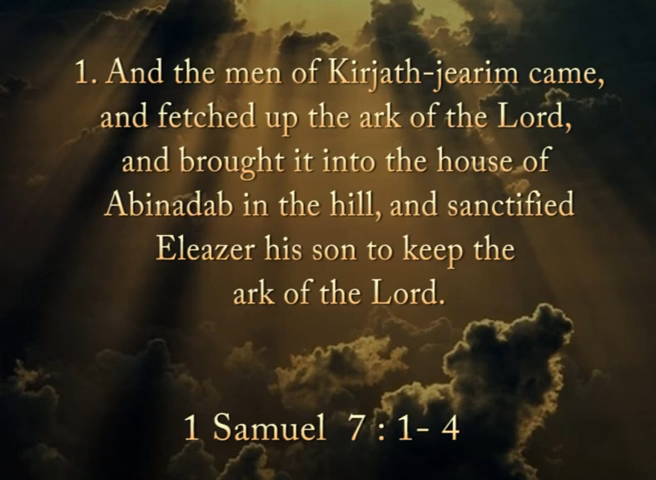 1. And the men of Kirjath-jearim came,
and fetched up the ark of the Lord,
and brought it into the house of
Abinadab in the hill, and sanctified
Eleazer his son to keep the
ark of the Lord.
1 Samuel 7 : 1- 4